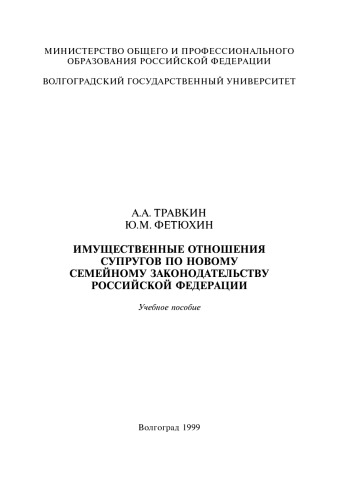 МИНИСТЕРСТВО ОБЩЕГО И ПРОФЕССИОНАЛЬНОГО
ОБРАЗОВАНИЯ РОССИЙСКОЙ ФЕДЕРАЦИИ
ВОЛГОГРАДСКИЙ ГОСУДАРСТВЕННЫЙ УНИВЕРСИТЕТ
А.А. ТРАВКИН
Ю.М. ФЕТЮХИН
ИМУЩЕСТВЕННЫЕ ОТНОШЕНИЯ
СУПРУГОВ ПО НОВОМУ
СЕМЕЙНОМУ ЗАКОНОДАТЕЛЬСТВУ
РОССИЙСКОЙ ФЕДЕРАЦИИ
Учебное пособие
Волгоград 1999